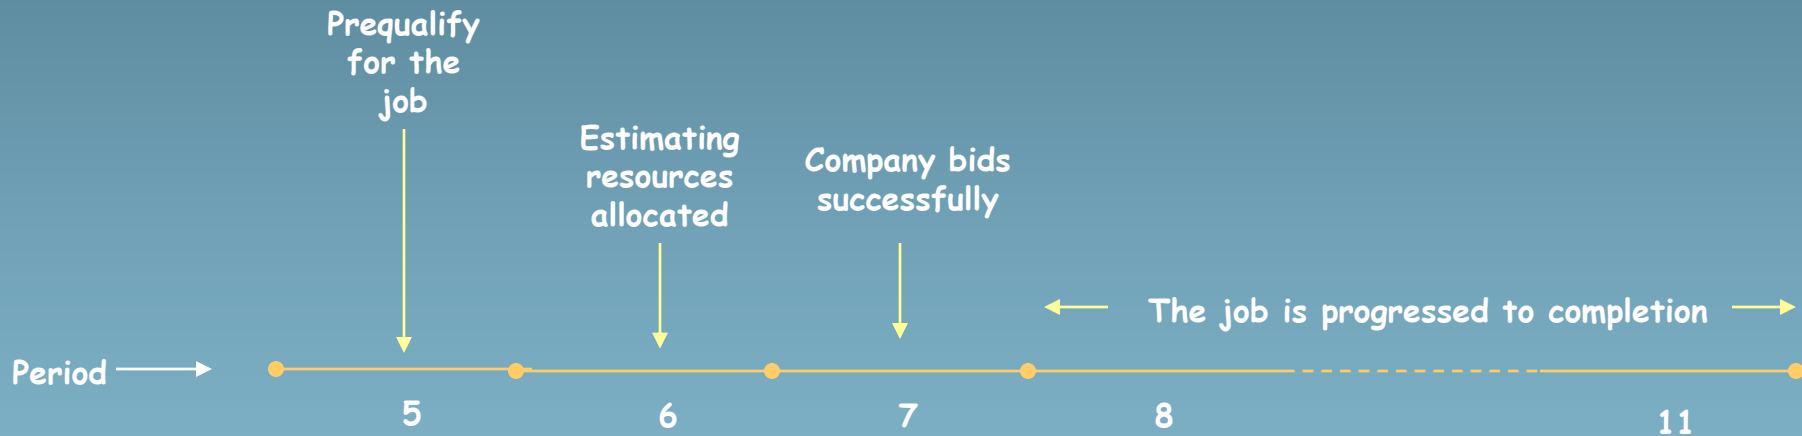 Prequalify
for the
job
Estimating
resources
allocated
Company bids
successfully
The job is progressed to completion
Period
5
6
7
8
11